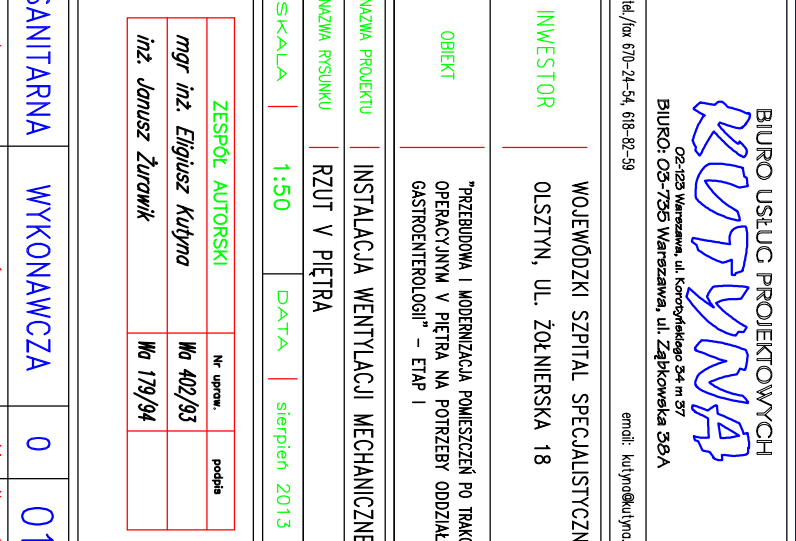 BIURO USŁUG PROJEKTOWYCH
KUTYNA
02-123 Warszawa, ul. Korotyńskiego 34 m 37
BIURO: 03-735 Warszawa, ul. Ząbkowska 38A
tel./fax 670-24-54, 618-82-59
email: kutyna@kutyna.
INWESTOR
WOJEWÓDZKI SZPITAL SPECJALISTYCZN
OLSZTYN, UL. ŻOŁNIERSKA 18
OBIEKT
"PRZEBUDOWA I MODERNIZACJA POMIESZCZEŃ PO TRAKC
OPERACYJNYM V PIĘTRA NA POTRZEBY ODDZIAŁ
GASTROENTEROLOGII" - ETAP I
NAZWA PROJEKTU
INSTALACJA WENTYLACJI MECHANICZNE
NAZWA RYSUNKU
RZUT V PIĘTRA
SKALA
1:50
DATA
sierpień 2013
ZESPÓŁ AUTORSKI
Nr upraw.
podpis
mgr inż. Eligiusz Kutyna
Wa 402/93
inż. Janusz Żurawik
Wa 179/94
SANITARNA
WYKONAWCZA
0
01